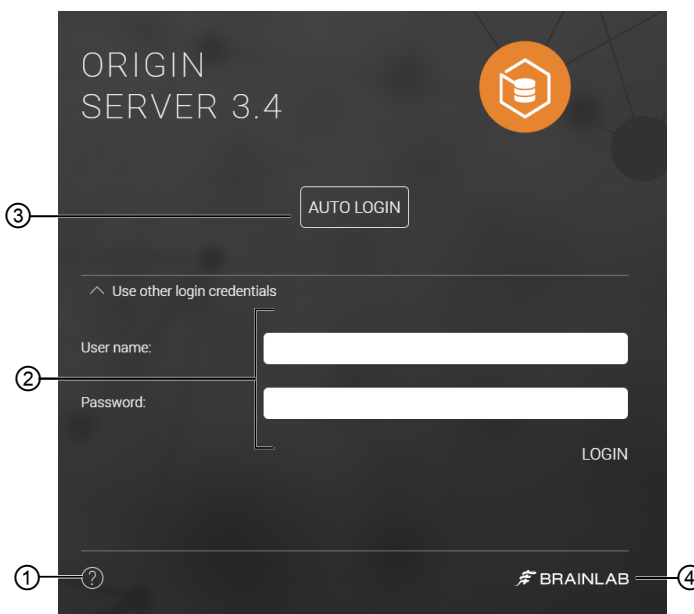 ORIGIN
SERVER 3.4
3
AUTO LOGIN
Use other login credentials
User name:
2
Password:
LOGIN
1
?
BRAINLAB
4